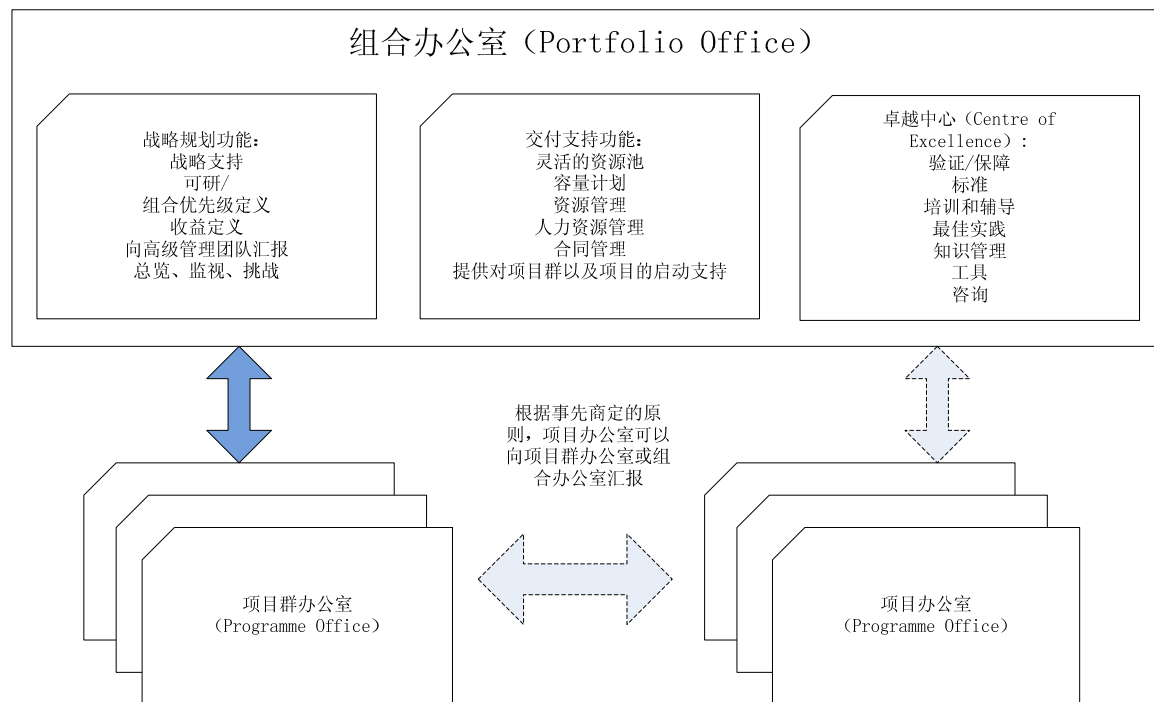 组合办公室（Portfolio Office）
战略规划功能：
战略支持
可研/
组合优先级定义
收益定义
向高级管理团队汇报
总览、监视、挑战
交付支持功能：
灵活的资源池
容量计划
资源管理
人力资源管理
合同管理
提供对项目群以及项目的启动支持
卓越中心（Centre of
Excellence）:
验证/保障
标准
培训和辅导
最佳实践
知识管理
工具
咨询
根据事先商定的原
则，项目办公室可以
向项目群办公室或组
合办公室汇报
项目群办公室
（Programme Office）
项目办公室
（Programme Office）